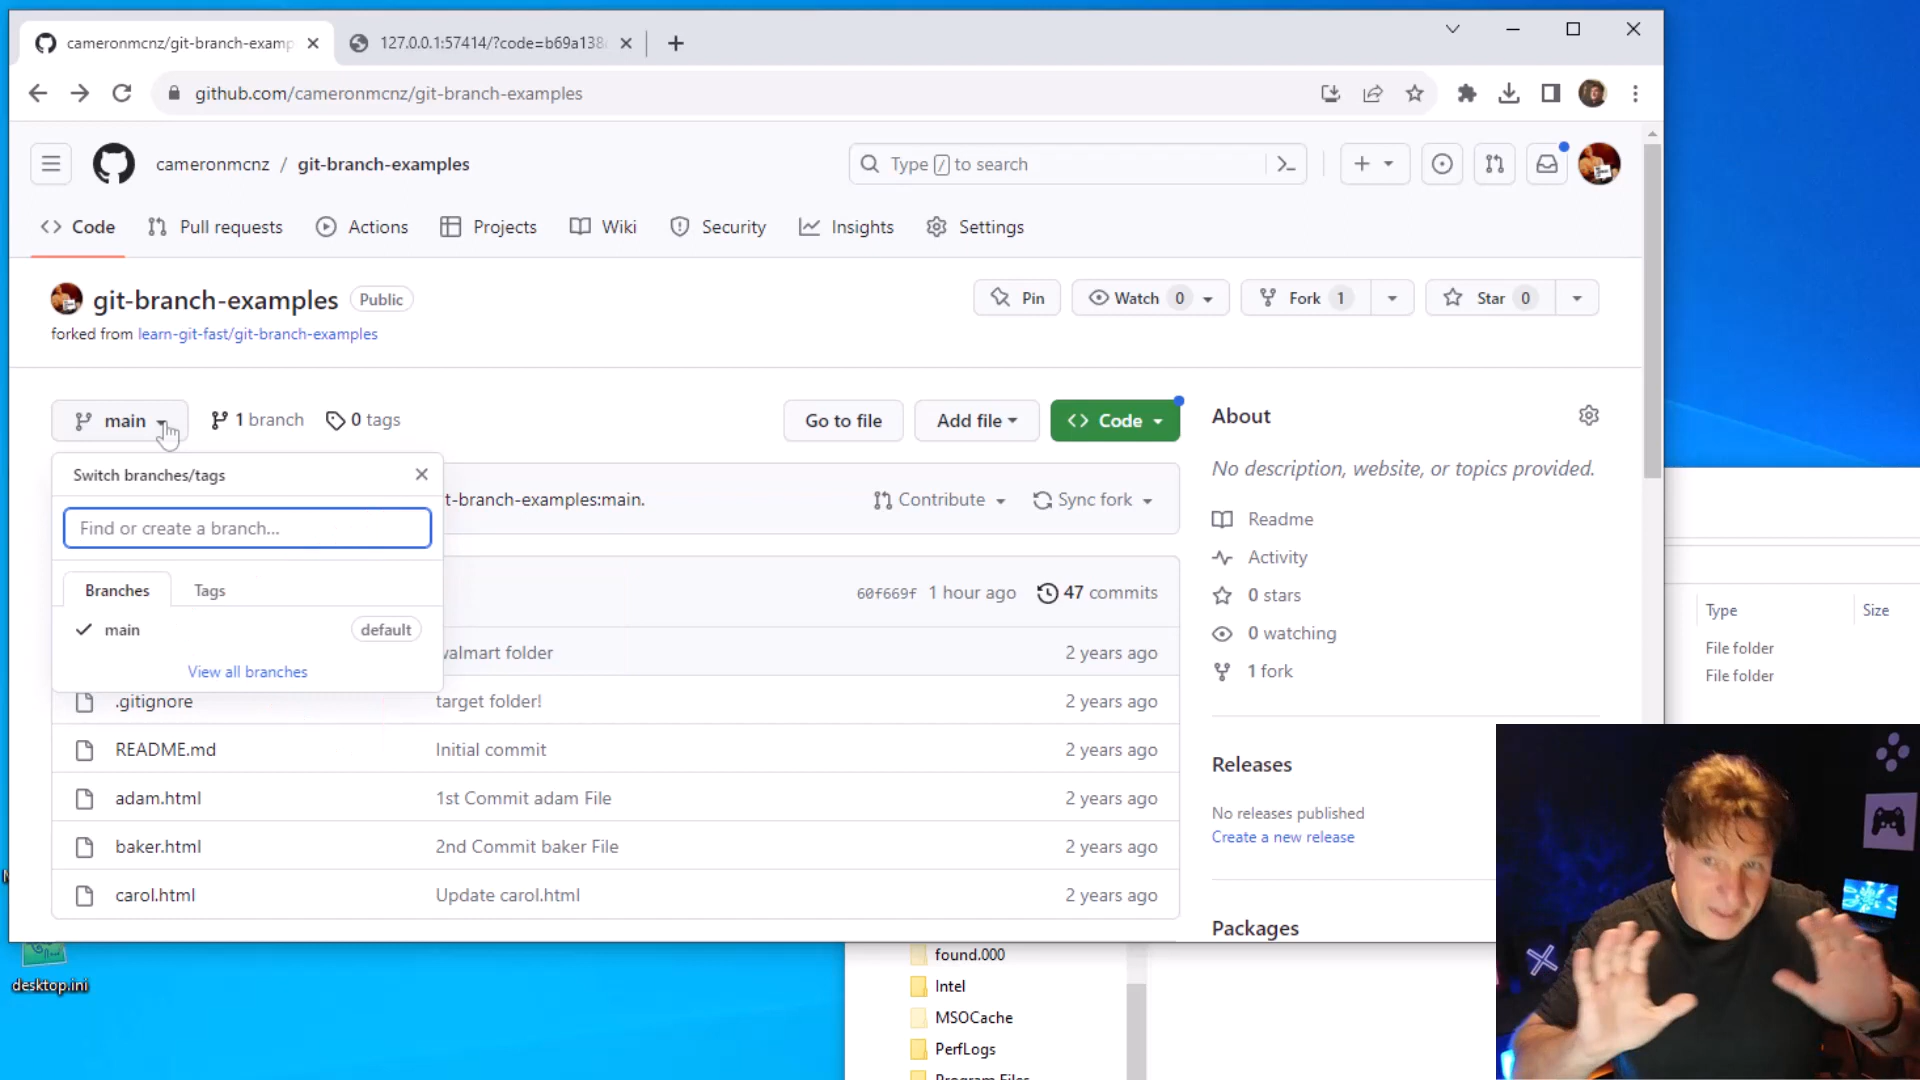 cameronmcnz/git-branch-examp
127.0.0.1:57414/?code=b69a138
github.com/cameronmcnz/git-branch-examples
cameronmcnz / git-branch-examples
Type / to search
Code
Pull requests
Actions
Projects
Wiki
Security
Insights
Settings
git-branch-examples
Public
Pin
Watch 0
Fork 1
Star 0
forked from learn-git-fast/git-branch-examples
main
1 branch
0 tags
Go to file
Add file
Code
About
No description, website, or topics provided.
Switch branches/tags
t-branch-examples:main.
Contribute
Sync fork
Find or create a branch...
Readme
Activity
Branches
Tags
60f669f 1 hour ago
47 commits
0 stars
main
default
0 watching
View all branches
walmart folder
2 years ago
1 fork
.gitignore
target folder!
2 years ago
README.md
Initial commit
2 years ago
adam.html
1st Commit adam File
2 years ago
baker.html
2nd Commit baker File
2 years ago
carol.html
Update carol.html
2 years ago
Releases
No releases published
Create a new release
Packages
Type
Size
File folder
File folder
desktop.ini
found.000
Intel
MSOCache
PerfLogs
Program Files